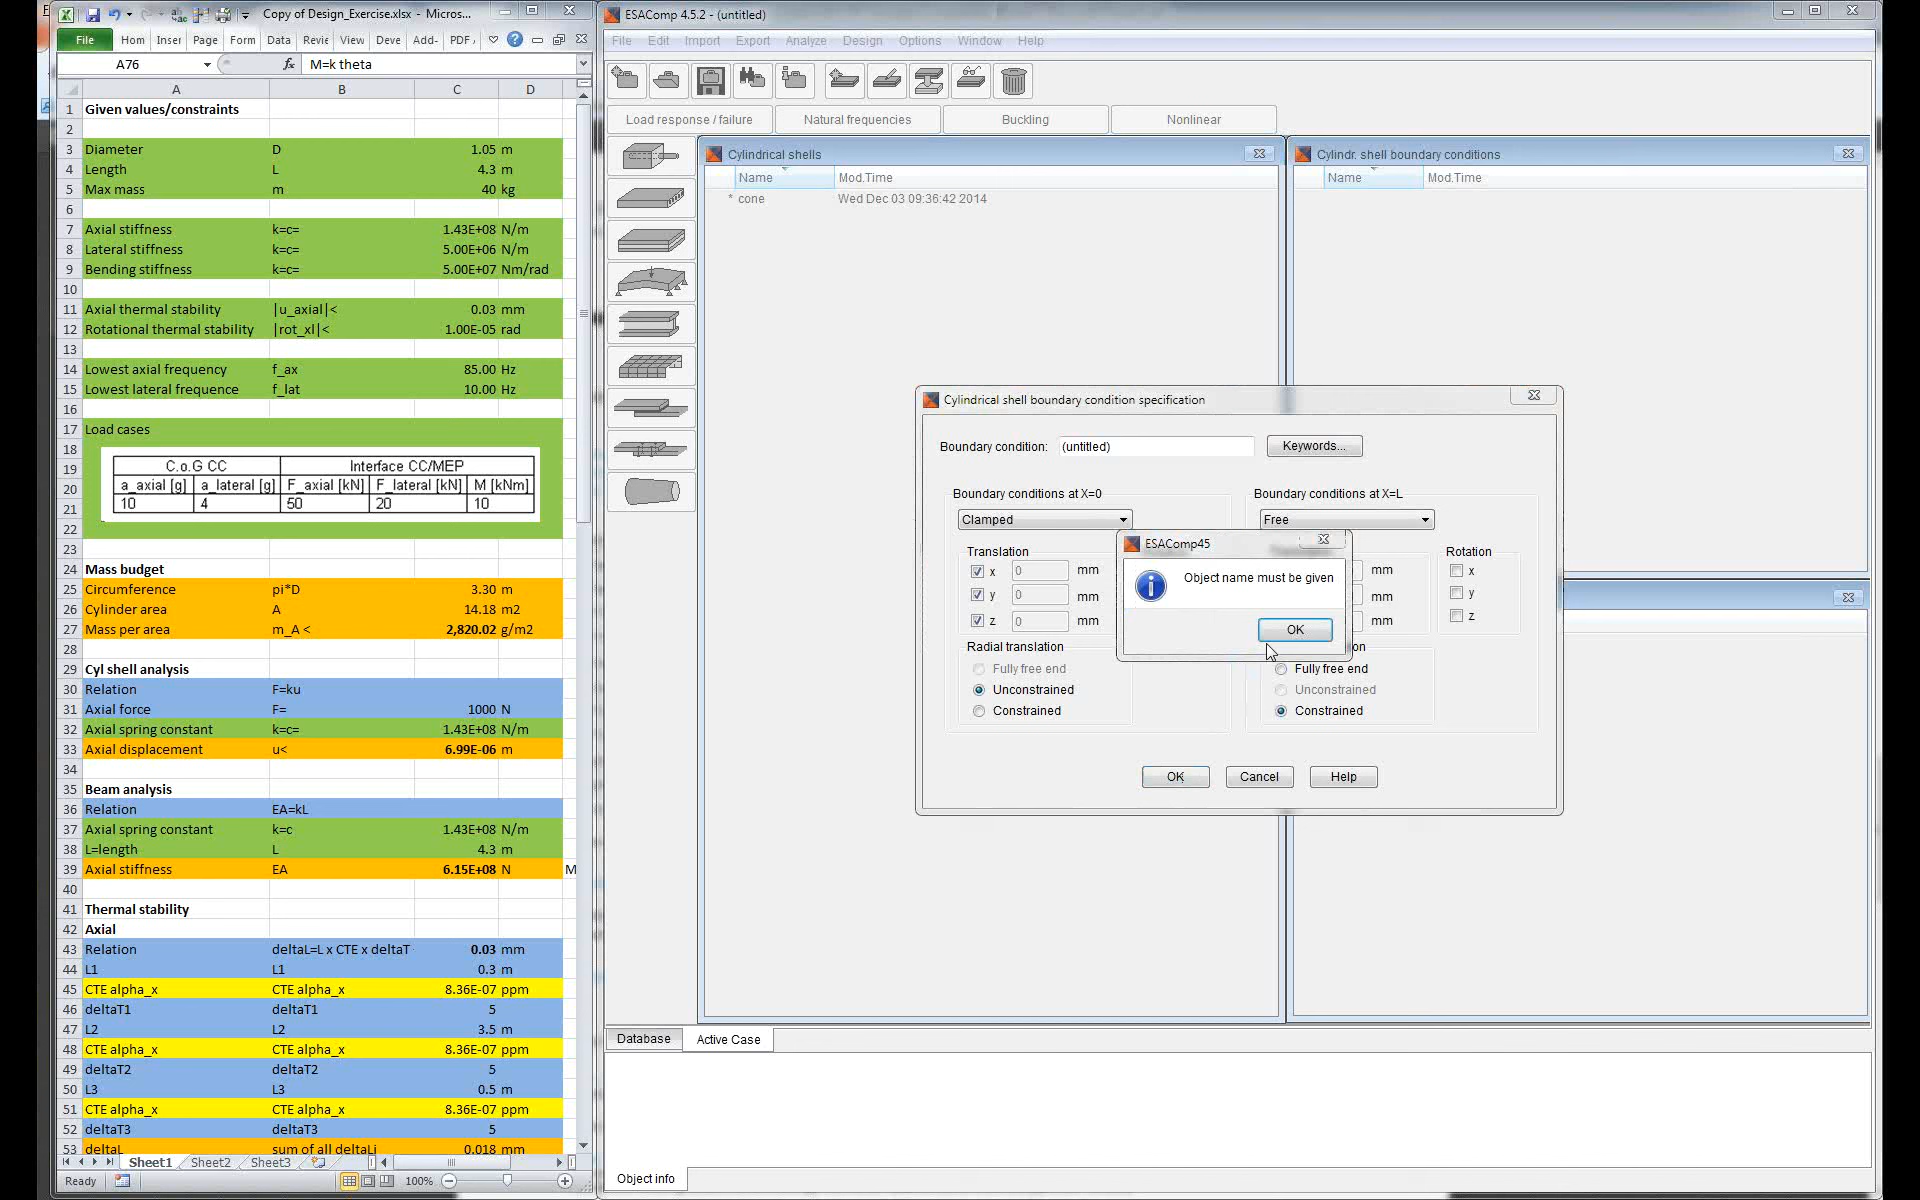 Copy of Design_Exercise.xlsx - Micros...
File Hom Inser Page Form Data Revie View Deve Add- PDF
A76 fx M=k theta
A B C D
1 Given values/constraints
2
3 Diameter D 1.05 m
4 Length L 4.3 m
5 Max mass m 40 kg
6
7 Axial stiffness k=c= 1.43E+08 N/m
8 Lateral stiffness k=c= 5.00E+06 N/m
9 Bending stiffness k=c= 5.00E+07 Nm/rad
10
11 Axial thermal stability |u_axial|< 0.03 mm
12 Rotational thermal stability |rot_xl|< 1.00E-05 rad
13
14 Lowest axial frequency f_ax 85.00 Hz
15 Lowest lateral frequence f_lat 10.00 Hz
16
17 Load cases
18
19 C.o.G CC Interface CC/MEP
20 a_axial [g] a_lateral [g] F_axial [kN] F_lateral [kN] M [kNm]
21 10 4 50 20 10
22
23
24 Mass budget
25 Circumference pi*D 3.30 m
26 Cylinder area A 14.18 m2
27 Mass per area m_A < 2,820.02 g/m2
28
29 Cyl shell analysis
30 Relation F=ku
31 Axial force F= 1000 N
32 Axial spring constant k=c= 1.43E+08 N/m
33 Axial displacement u< 6.99E-06 m
34
35 Beam analysis
36 Relation EA=kL
37 Axial spring constant k=c 1.43E+08 N/m
38 L=length L 4.3 m
39 Axial stiffness EA 6.15E+08 N M
40
41 Thermal stability
42 Axial
43 Relation deltaL=L x CTE x deltaT 0.03 mm
44 L1 L1 0.3 m
45 CTE alpha_x CTE alpha_x 8.36E-07 ppm
46 deltaT1 deltaT1 5
47 L2 L2 3.5 m
48 CTE alpha_x CTE alpha_x 8.36E-07 ppm
49 deltaT2 deltaT2 5
50 L3 L3 0.5 m
51 CTE alpha_x CTE alpha_x 8.36E-07 ppm
52 deltaT3 deltaT3 5
53 deltaL sum of all deltaLi 0.018 mm
Sheet1 Sheet2 Sheet3
Ready 100%
ESAComp 4.5.2 - (untitled)
File Edit Import Export Analyze Design Options Window Help
Load response / failure Natural frequencies Buckling Nonlinear
Cylindrical shells
Name Mod.Time
* cone Wed Dec 03 09:36:42 2014
Cylindr. shell boundary conditions
Name Mod.Time
Cylindrical shell boundary condition specification
Boundary condition: (untitled) Keywords...
Boundary conditions at X=0 Boundary conditions at X=L
Clamped Free
Translation Rotation
x 0 mm mm x
y 0 mm mm y
z 0 mm mm z
ESAComp45
Object name must be given
OK
Radial translation on
Fully free end Fully free end
Unconstrained Unconstrained
Constrained Constrained
OK Cancel Help
Database Active Case
Object info